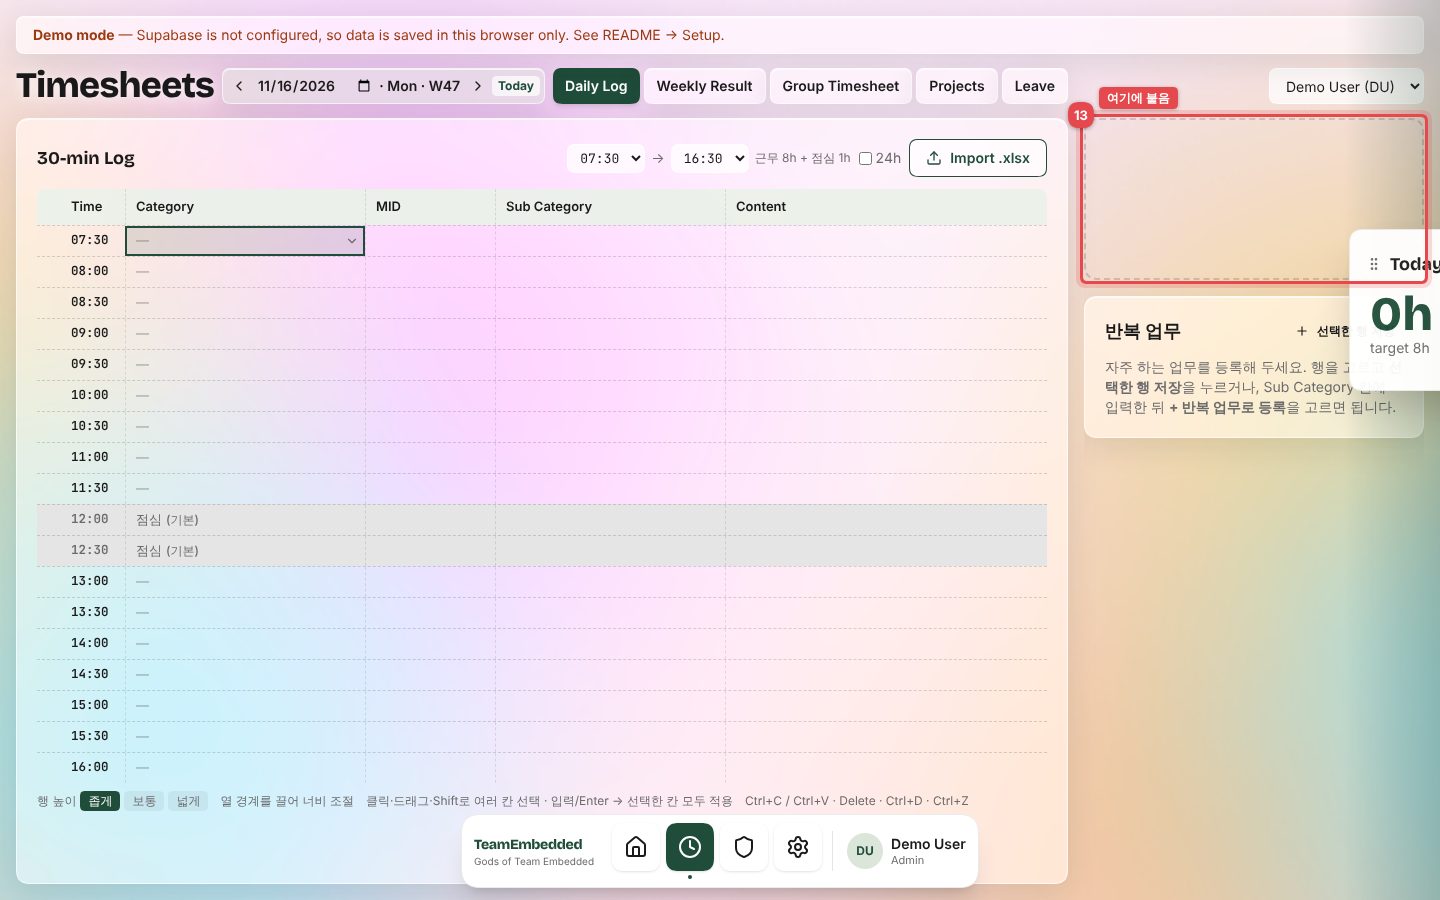 Demo mode — Supabase is not configured, so data is saved in this browser only. See README → Setup.
Timesheets
11/16/2026 · Mon · W47 Today
Daily Log
Weekly Result
Group Timesheet
Projects
Leave
Demo User (DU)
13
여기에 붙음
30-min Log
07:30 → 16:30 근무 8h + 점심 1h 24h
Import .xlsx
Time Category MID Sub Category Content
07:30 —
08:00 —
08:30 —
09:00 —
09:30 —
10:00 —
10:30 —
11:00 —
11:30 —
12:00 점심 (기본)
12:30 점심 (기본)
13:00 —
13:30 —
14:00 —
14:30 —
15:00 —
15:30 —
16:00 —
행 높이 좁게 보통 넓게 열 경계를 끌어 너비 조절 클릭·드래그·Shift로 여러 칸 선택 · 입력/Enter → 선택한 칸 모두 적용 Ctrl+C / Ctrl+V · Delete · Ctrl+D · Ctrl+Z
Today
0h
target 8h
반복 업무
+ 선택한
자주 하는 업무를 등록해 두세요. 행을 고르고 선
택한 행 저장을 누르거나, Sub Category 칸에
입력한 뒤 + 반복 업무로 등록을 고르면 됩니다.
TeamEmbedded
Gods of Team Embedded
DU
Demo User
Admin